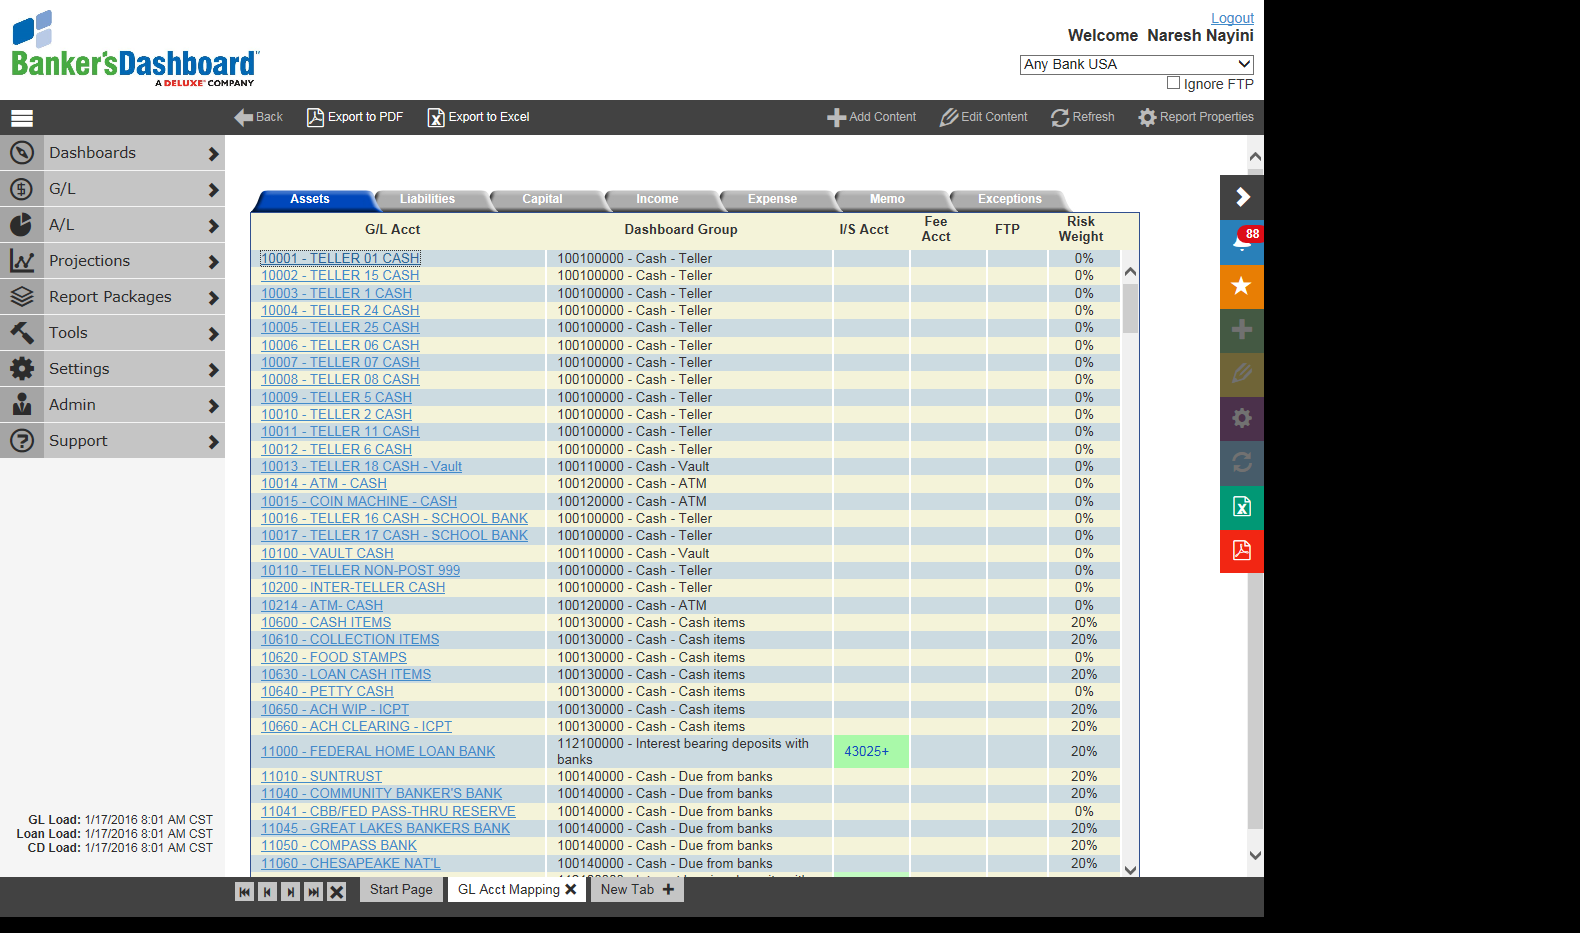 Logout
Banker'sDashboard
A DELUXE COMPANY
Welcome Naresh Nayini
Any Bank USA
Ignore FTP
Back Export to PDF Export to Excel Add Content Edit Content Refresh Report Properties
Dashboards
G/L
A/L
Projections
Report Packages
Tools
Settings
Admin
Support
GL Load: 1/17/2016 8:01 AM CST
Loan Load: 1/17/2016 8:01 AM CST
CD Load: 1/17/2016 8:01 AM CST
Assets Liabilities Capital Income Expense Memo Exceptions
G/L Acct Dashboard Group I/S Acct Fee Acct FTP Risk Weight
10001 - TELLER 01 CASH 100100000 - Cash - Teller 0%
10002 - TELLER 15 CASH 100100000 - Cash - Teller 0%
10003 - TELLER 1 CASH 100100000 - Cash - Teller 0%
10004 - TELLER 24 CASH 100100000 - Cash - Teller 0%
10005 - TELLER 25 CASH 100100000 - Cash - Teller 0%
10006 - TELLER 06 CASH 100100000 - Cash - Teller 0%
10007 - TELLER 07 CASH 100100000 - Cash - Teller 0%
10008 - TELLER 08 CASH 100100000 - Cash - Teller 0%
10009 - TELLER 5 CASH 100100000 - Cash - Teller 0%
10010 - TELLER 2 CASH 100100000 - Cash - Teller 0%
10011 - TELLER 11 CASH 100100000 - Cash - Teller 0%
10012 - TELLER 6 CASH 100100000 - Cash - Teller 0%
10013 - TELLER 18 CASH - Vault 100110000 - Cash - Vault 0%
10014 - ATM - CASH 100120000 - Cash - ATM 0%
10015 - COIN MACHINE - CASH 100120000 - Cash - ATM 0%
10016 - TELLER 16 CASH - SCHOOL BANK 100100000 - Cash - Teller 0%
10017 - TELLER 17 CASH - SCHOOL BANK 100100000 - Cash - Teller 0%
10100 - VAULT CASH 100110000 - Cash - Vault 0%
10110 - TELLER NON-POST 999 100100000 - Cash - Teller 0%
10200 - INTER-TELLER CASH 100100000 - Cash - Teller 0%
10214 - ATM- CASH 100120000 - Cash - ATM 0%
10600 - CASH ITEMS 100130000 - Cash - Cash items 20%
10610 - COLLECTION ITEMS 100130000 - Cash - Cash items 20%
10620 - FOOD STAMPS 100130000 - Cash - Cash items 0%
10630 - LOAN CASH ITEMS 100130000 - Cash - Cash items 20%
10640 - PETTY CASH 100130000 - Cash - Cash items 0%
10650 - ACH WIP - ICPT 100130000 - Cash - Cash items 20%
10660 - ACH CLEARING - ICPT 100130000 - Cash - Cash items 20%
11000 - FEDERAL HOME LOAN BANK 112100000 - Interest bearing deposits with banks 43025+ 20%
11010 - SUNTRUST 100140000 - Cash - Due from banks 20%
11040 - COMMUNITY BANKER'S BANK 100140000 - Cash - Due from banks 20%
11041 - CBB/FED PASS-THRU RESERVE 100140000 - Cash - Due from banks 0%
11045 - GREAT LAKES BANKERS BANK 100140000 - Cash - Due from banks 20%
11050 - COMPASS BANK 100140000 - Cash - Due from banks 20%
11060 - CHESAPEAKE NAT'L 100140000 - Cash - Due from banks 20%
88
Start Page GL Acct Mapping New Tab